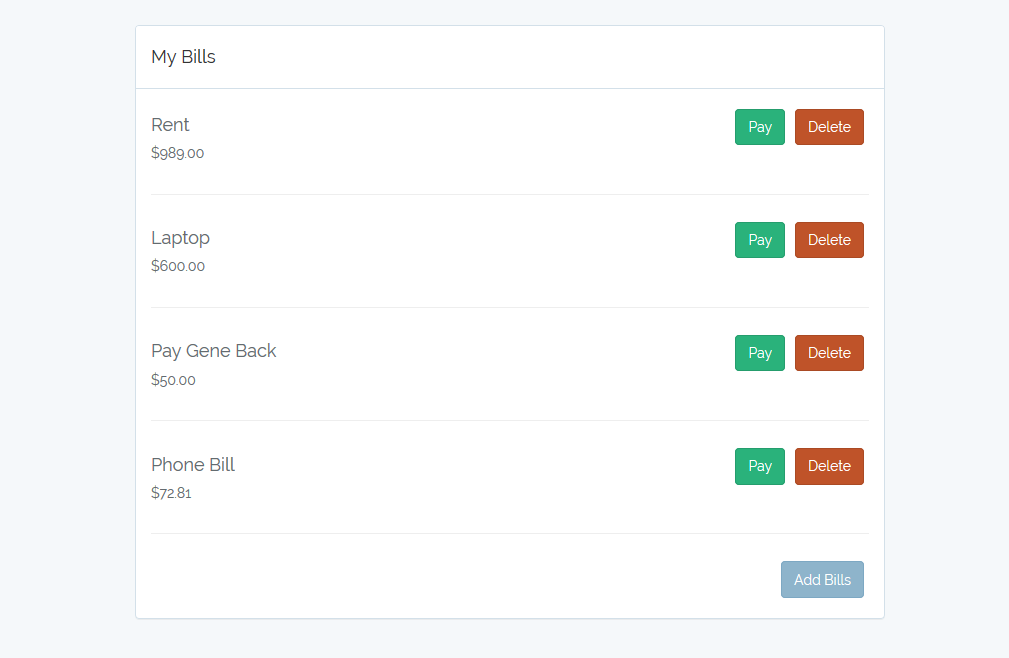 My Bills
Rent
Pay
Delete
$989.00
Laptop
Pay
Delete
$600.00
Pay Gene Back
Pay
Delete
$50.00
Phone Bill
Pay
Delete
$72.81
Add Bills